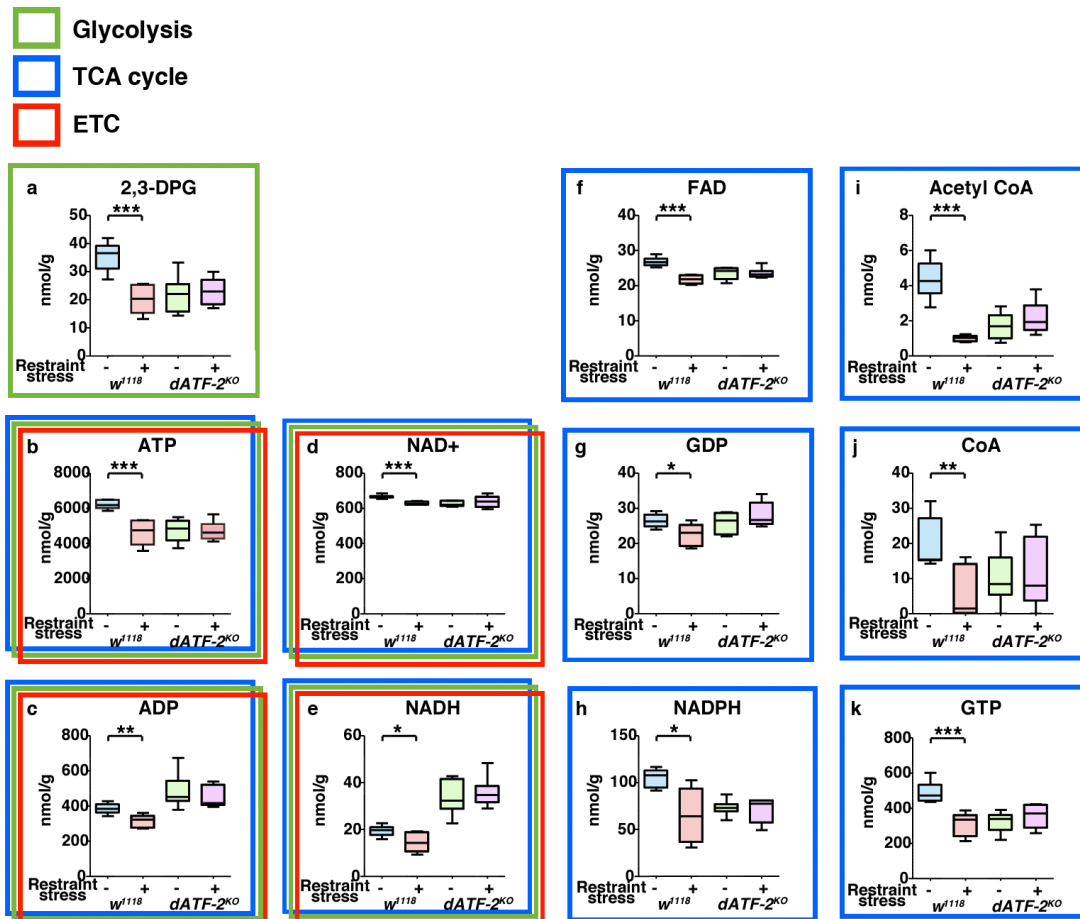 Glycolysis
TCA cycle
ETC
a 2,3-DPG
***
50
40
30
20
10
0
nmol/g
Restraint stress - + - +
w1118 dATF-2KO
f FAD
***
40
30
20
10
0
nmol/g
Restraint stress - + - +
w1118 dATF-2KO
i Acetyl CoA
***
8
6
4
2
0
nmol/g
Restraint stress - + - +
w1118 dATF-2KO
b ATP
***
8000
6000
4000
2000
0
nmol/g
Restraint stress - + - +
w1118 dATF-2KO
d NAD+
***
800
600
400
200
0
nmol/g
Restraint stress - + - +
w1118 dATF-2KO
g GDP
*
40
30
20
10
0
nmol/g
Restraint stress - + - +
w1118 dATF-2KO
j CoA
**
40
30
20
10
0
nmol/g
Restraint stress - + - +
w1118 dATF-2KO
c ADP
**
800
600
400
200
0
nmol/g
Restraint stress - + - +
w1118 dATF-2KO
e NADH
*
60
40
20
0
nmol/g
Restraint stress - + - +
w1118 dATF-2KO
h NADPH
*
150
100
50
0
nmol/g
Restraint stress - + - +
w1118 dATF-2KO
k GTP
***
800
600
400
200
0
nmol/g
Restraint stress - + - +
w1118 dATF-2KO